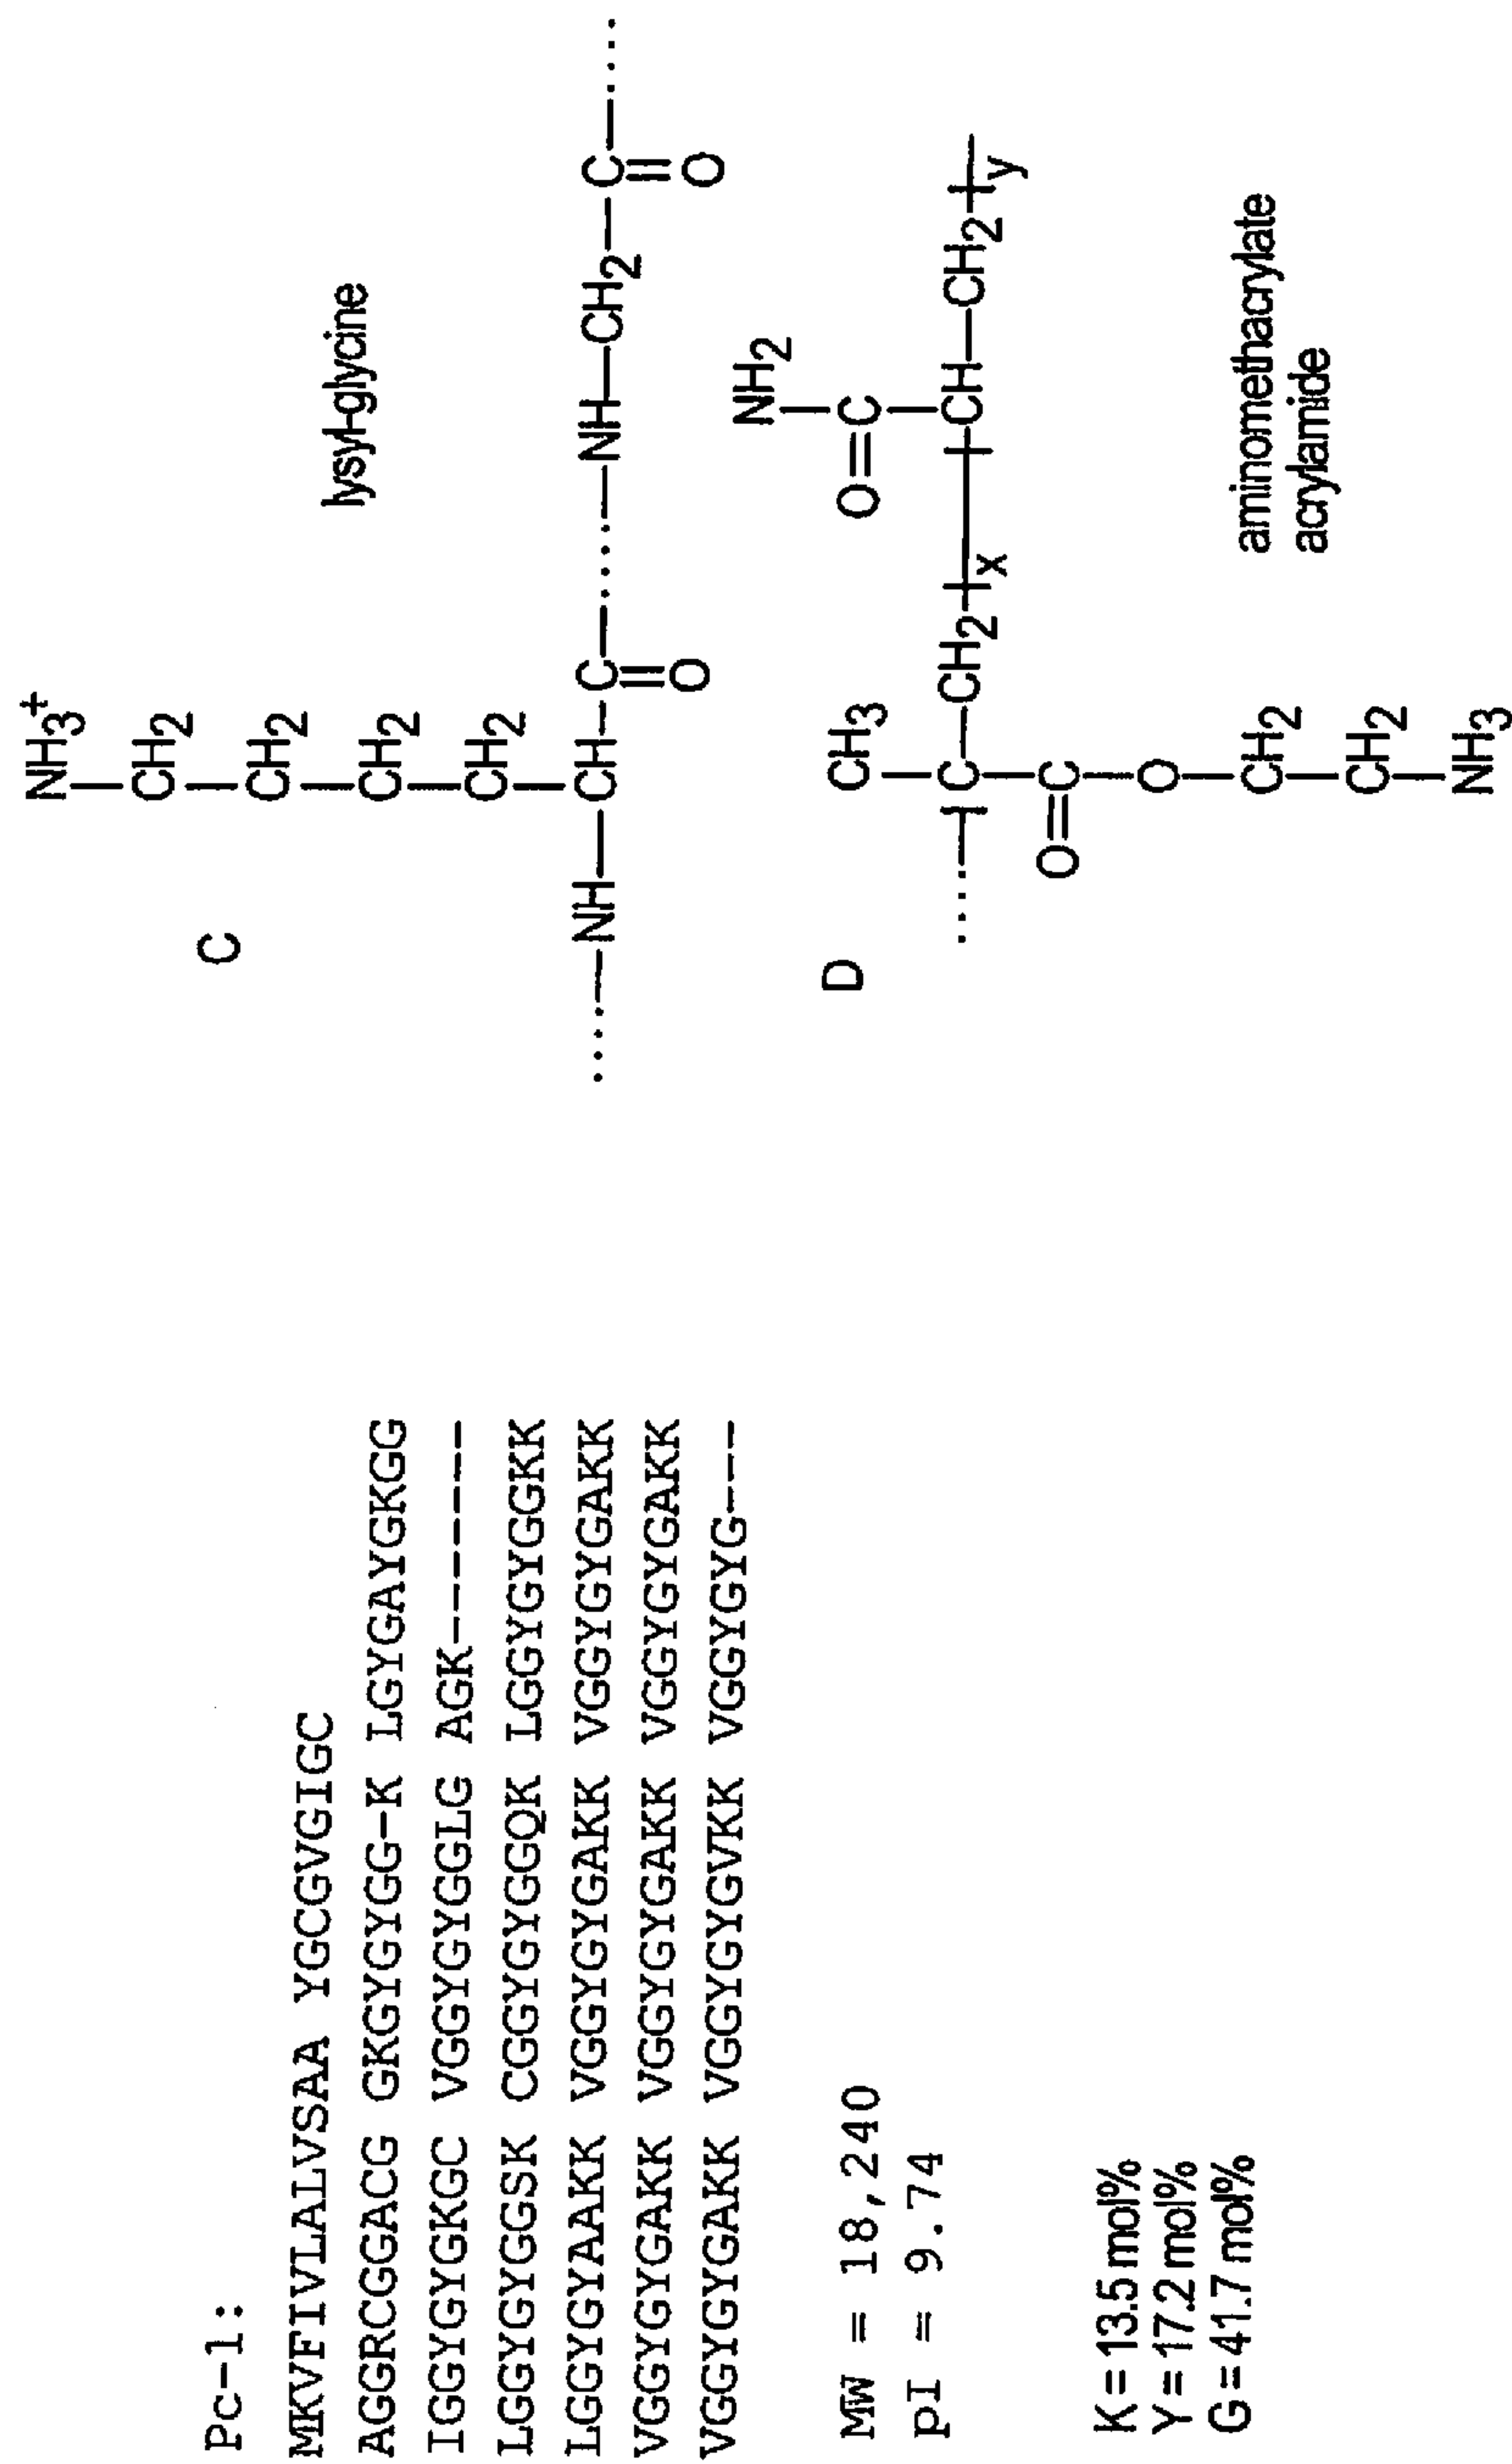 Pc-1:
MKVFIVLALVSAA YGCGVGIGC
AGGRCGGACG GKGYGYGG-K LGYGAYGKGG
IGGYGYGKGC VGGYGYGGLG AGK-------
LGGYGYGGSK CGGYGYGGQK LGGYGYGGKK
LGGYGYAAKK VGGYGYGAKK VGGYGYGAKK
VGGYGYGAKK VGGYGYGAKK VGGYGYGAKK
VGGYGYGAKK VGGYGYGVKK VGGYGYG---
MW = 18,240
pI = 9.74
K = 13.5 mol%
Y = 17.2 mol%
G = 41.7 mol%
C
NH3+
CH2
CH2
CH2
CH2
····—NH—CH—C—·····—NH—CH2—C—····
O O
lysyl-glycine
D
CH3 NH2
O=C
····—C—CH2—x—CH—CH2—y
O=C
O
CH2
CH2
NH3
aminomethacrylate
acrylamide